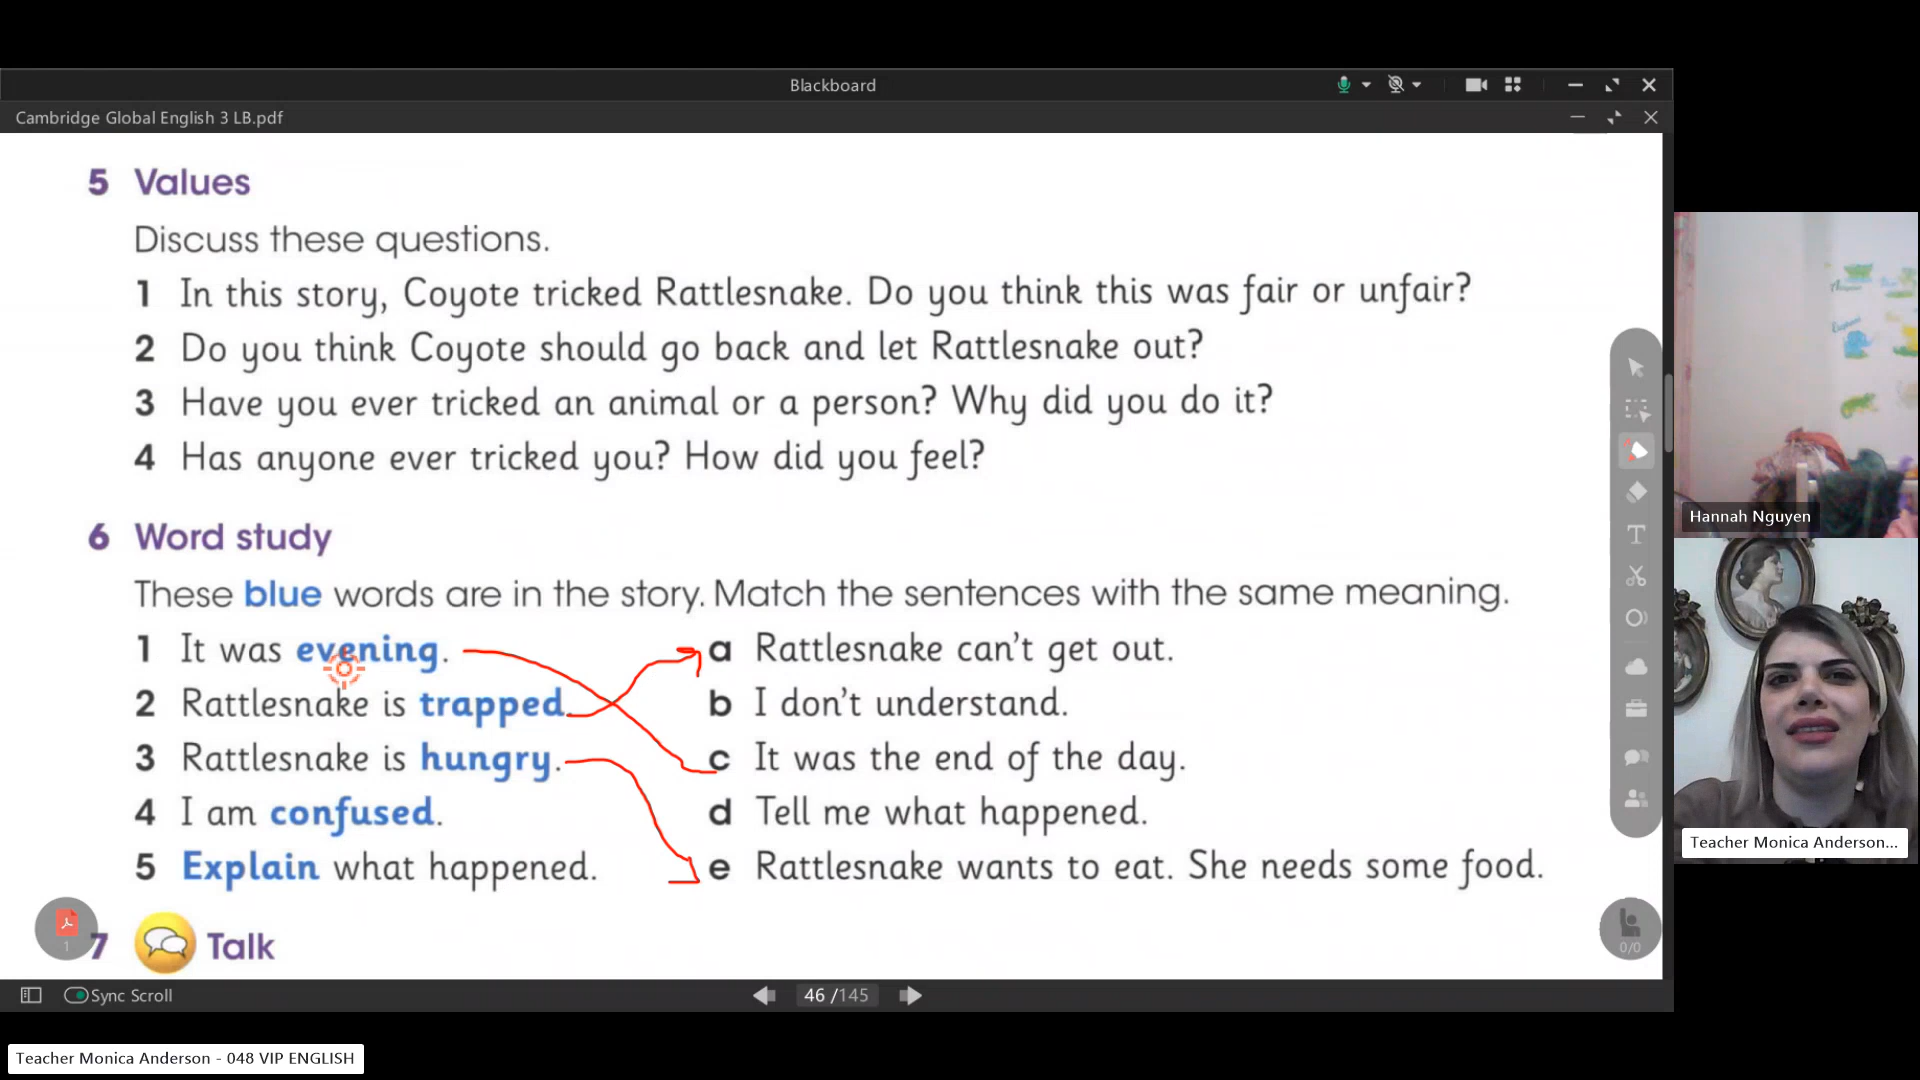 Blackboard
Cambridge Global English 3 LB.pdf
5 Values
Discuss these questions.
1 In this story, Coyote tricked Rattlesnake. Do you think this was fair or unfair?
2 Do you think Coyote should go back and let Rattlesnake out?
3 Have you ever tricked an animal or a person? Why did you do it?
4 Has anyone ever tricked you? How did you feel?
6 Word study
These blue words are in the story. Match the sentences with the same meaning.
1 It was evening. a Rattlesnake can't get out.
2 Rattlesnake is trapped. b I don't understand.
3 Rattlesnake is hungry. c It was the end of the day.
4 I am confused. d Tell me what happened.
5 Explain what happened. e Rattlesnake wants to eat. She needs some food.
7 Talk
1
0/0
Sync Scroll
46 /145
Hannah Nguyen
Teacher Monica Anderson...
Teacher Monica Anderson - 048 VIP ENGLISH